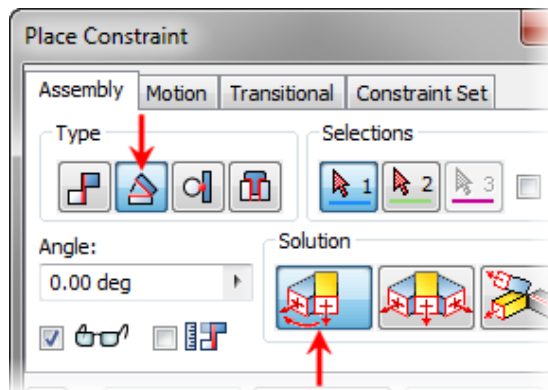 Place Constraint
Assembly Motion Transitional Constraint Set
Type Selections
1 2 3
Angle: Solution
0.00 deg